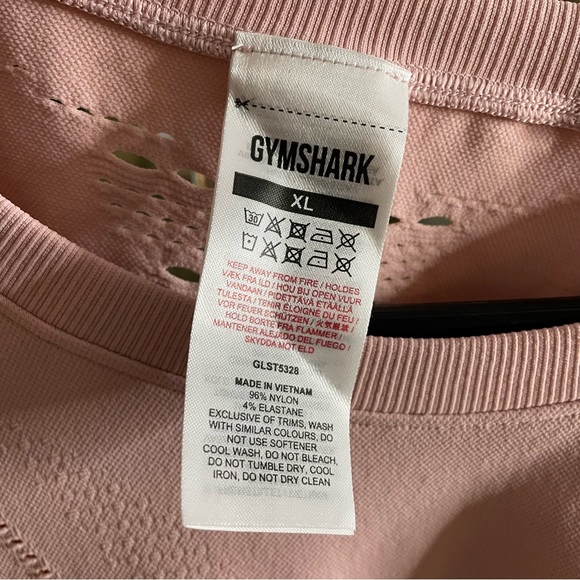 GYMSHARK
XL
30
KEEP AWAY FROM FIRE / HOLDES
VÆK FRA ILD / HOU BIJ OPEN VUUR
VANDAAN / PIDETTÄVÄ ETÄÄLLÄ
TULESTA / TENIR ÉLOIGNÉ DU FEU /
VOR FEUER SCHÜTZEN / 火気厳禁 /
HOLD BORTE FRA FLAMMER /
MANTENER ALEJADO DEL FUEGO /
SKYDDA MOT ELD
GLST5328
MADE IN VIETNAM
96% NYLON
4% ELASTANE
EXCLUSIVE OF TRIMS, WASH
WITH SIMILAR COLOURS, DO
NOT USE SOFTENER
COOL WASH, DO NOT BLEACH,
DO NOT TUMBLE DRY, COOL
IRON, DO NOT DRY CLEAN